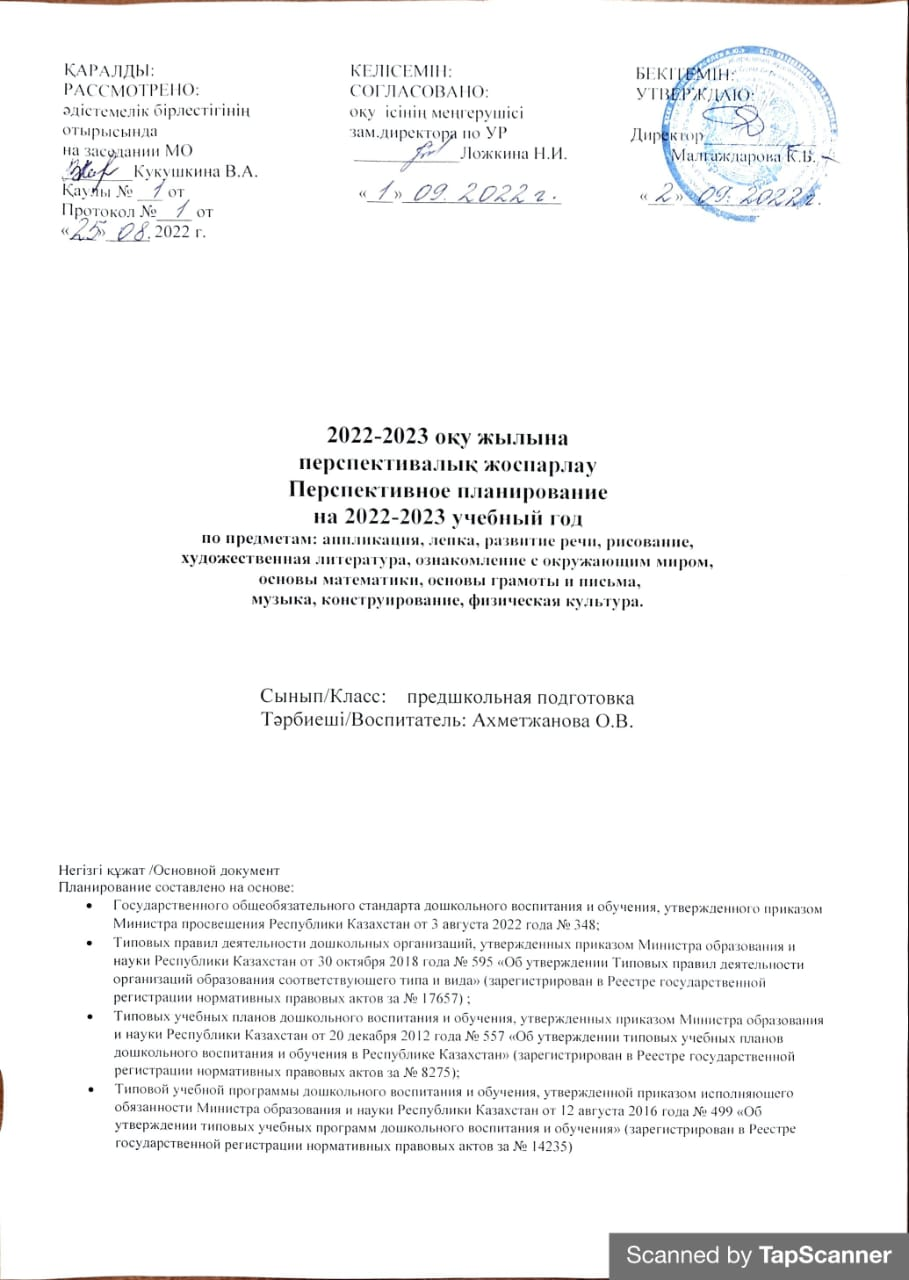 ҚАРАЛДЫ:
РАССМОТРЕНО:
әдістемелік бірлестігінің
отырысында
на заседании МО
Кукушкина В.А.
Қаулы № 1 от
Протокол № 1 от
«25» 08. 2022 г.
КЕЛІСЕМІН:
СОГЛАСОВАНО:
оқу ісінің меңгерушісі
зам.директора по УР
Ложкина Н.И.
«1» 09. 2022 г.
БЕКІТЕМІН:
УТВЕРЖДАЮ:
Директор
Малгаждарова К.В.
«2» 09. 2022 г.
2022-2023 оқу жылына
перспективалық жоспарлау
Перспективное планирование
на 2022-2023 учебный год
по предметам: аппликация, лепка, развитие речи, рисование,
художественная литература, ознакомление с окружающим миром,
основы математики, основы грамоты и письма,
музыка, конструирование, физическая культура.
Сынып/Класс: предшкольная подготовка
Тәрбиеші/Воспитатель: Ахметжанова О.В.
Негізгі құжат /Основной документ
Планирование составлено на основе:
• Государственного общеобязательного стандарта дошкольного воспитания и обучения, утвержденного приказом
Министра просвещения Республики Казахстан от 3 августа 2022 года № 348;
• Типовых правил деятельности дошкольных организаций, утвержденных приказом Министра образования и
науки Республики Казахстан от 30 октября 2018 года № 595 «Об утверждении Типовых правил деятельности
организаций образования соответствующего типа и вида» (зарегистрирован в Реестре государственной
регистрации нормативных правовых актов за № 17657) ;
• Типовых учебных планов дошкольного воспитания и обучения, утвержденных приказом Министра образования
и науки Республики Казахстан от 20 декабря 2012 года № 557 «Об утверждении типовых учебных планов
дошкольного воспитания и обучения в Республике Казахстан» (зарегистрирован в Реестре государственной
регистрации нормативных правовых актов за № 8275);
• Типовой учебной программы дошкольного воспитания и обучения, утвержденной приказом исполняющего
обязанности Министра образования и науки Республики Казахстан от 12 августа 2016 года № 499 «Об
утверждении типовых учебных программ дошкольного воспитания и обучения» (зарегистрирован в Реестре
государственной регистрации нормативных правовых актов за № 14235)
Scanned by TapScanner